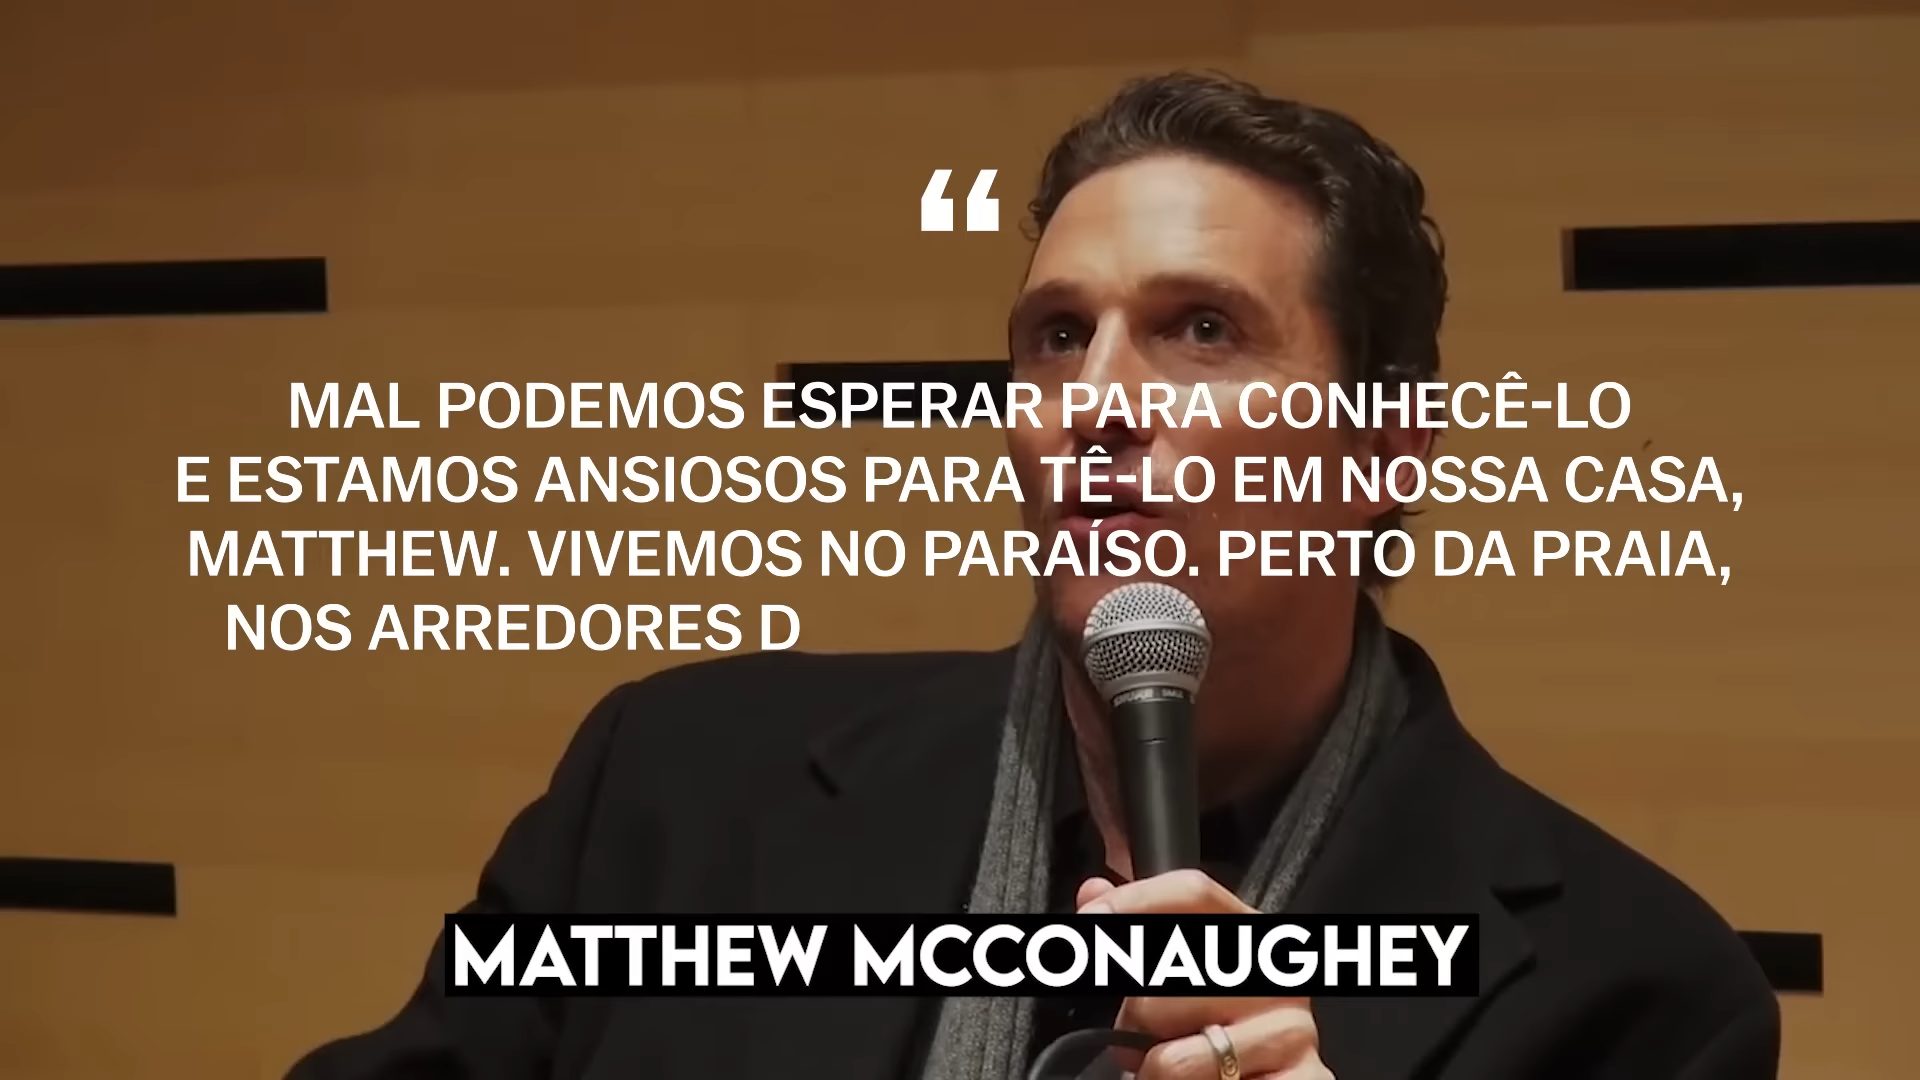 “
MAL PODEMOS ESPERAR PARA CONHECÊ-LO
E ESTAMOS ANSIOSOS PARA TÊ-LO EM NOSSA CASA,
MATTHEW. VIVEMOS NO PARAÍSO. PERTO DA PRAIA,
NOS ARREDORES D
MATTHEW MCCONAUGHEY